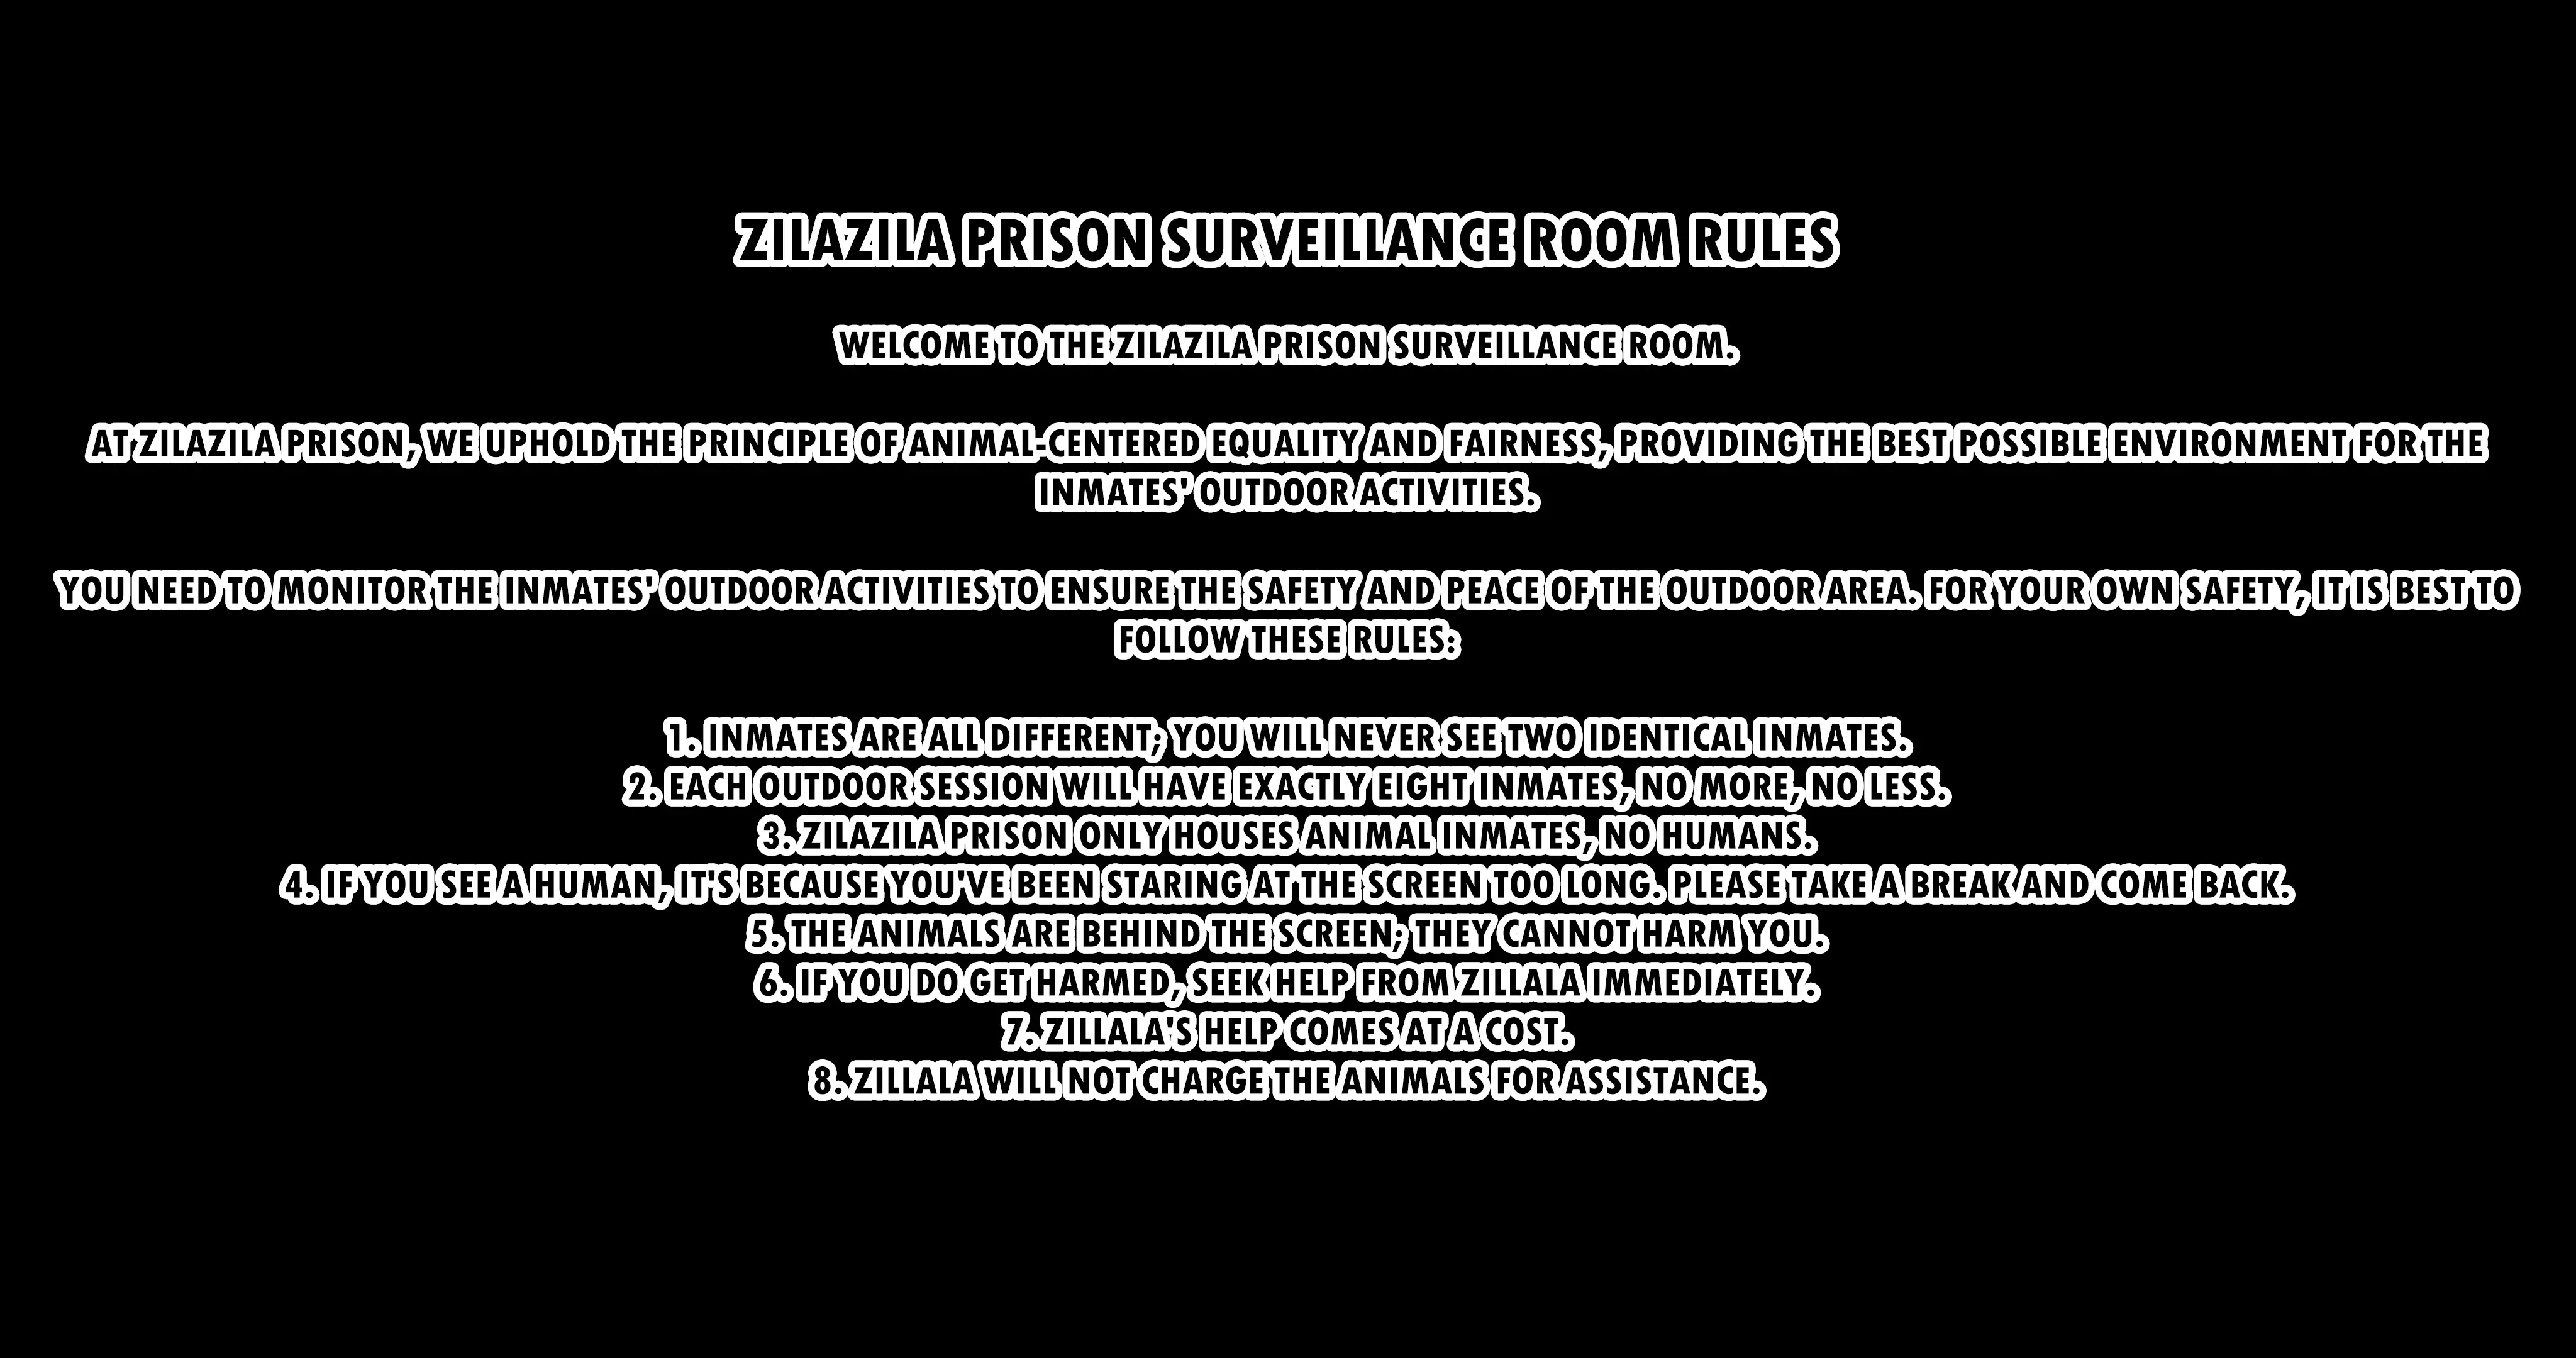 ZILAZILA PRISON SURVEILLANCE ROOM RULES
WELCOME TO THE ZILAZILA PRISON SURVEILLANCE ROOM.
AT ZILAZILA PRISON, WE UPHOLD THE PRINCIPLE OF ANIMAL-CENTERED EQUALITY AND FAIRNESS, PROVIDING THE BEST POSSIBLE ENVIRONMENT FOR THE
INMATES' OUTDOOR ACTIVITIES.
YOU NEED TO MONITOR THE INMATES' OUTDOOR ACTIVITIES TO ENSURE THE SAFETY AND PEACE OF THE OUTDOOR AREA. FOR YOUR OWN SAFETY, IT IS BEST TO
FOLLOW THESE RULES:
1. INMATES ARE ALL DIFFERENT; YOU WILL NEVER SEE TWO IDENTICAL INMATES.
2. EACH OUTDOOR SESSION WILL HAVE EXACTLY EIGHT INMATES, NO MORE, NO LESS.
3. ZILAZILA PRISON ONLY HOUSES ANIMAL INMATES, NO HUMANS.
4. IF YOU SEE A HUMAN, IT'S BECAUSE YOU'VE BEEN STARING AT THE SCREEN TOO LONG. PLEASE TAKE A BREAK AND COME BACK.
5. THE ANIMALS ARE BEHIND THE SCREEN; THEY CANNOT HARM YOU.
6. IF YOU DO GET HARMED, SEEK HELP FROM ZILLALA IMMEDIATELY.
7. ZILLALA'S HELP COMES AT A COST.
8. ZILLALA WILL NOT CHARGE THE ANIMALS FOR ASSISTANCE.